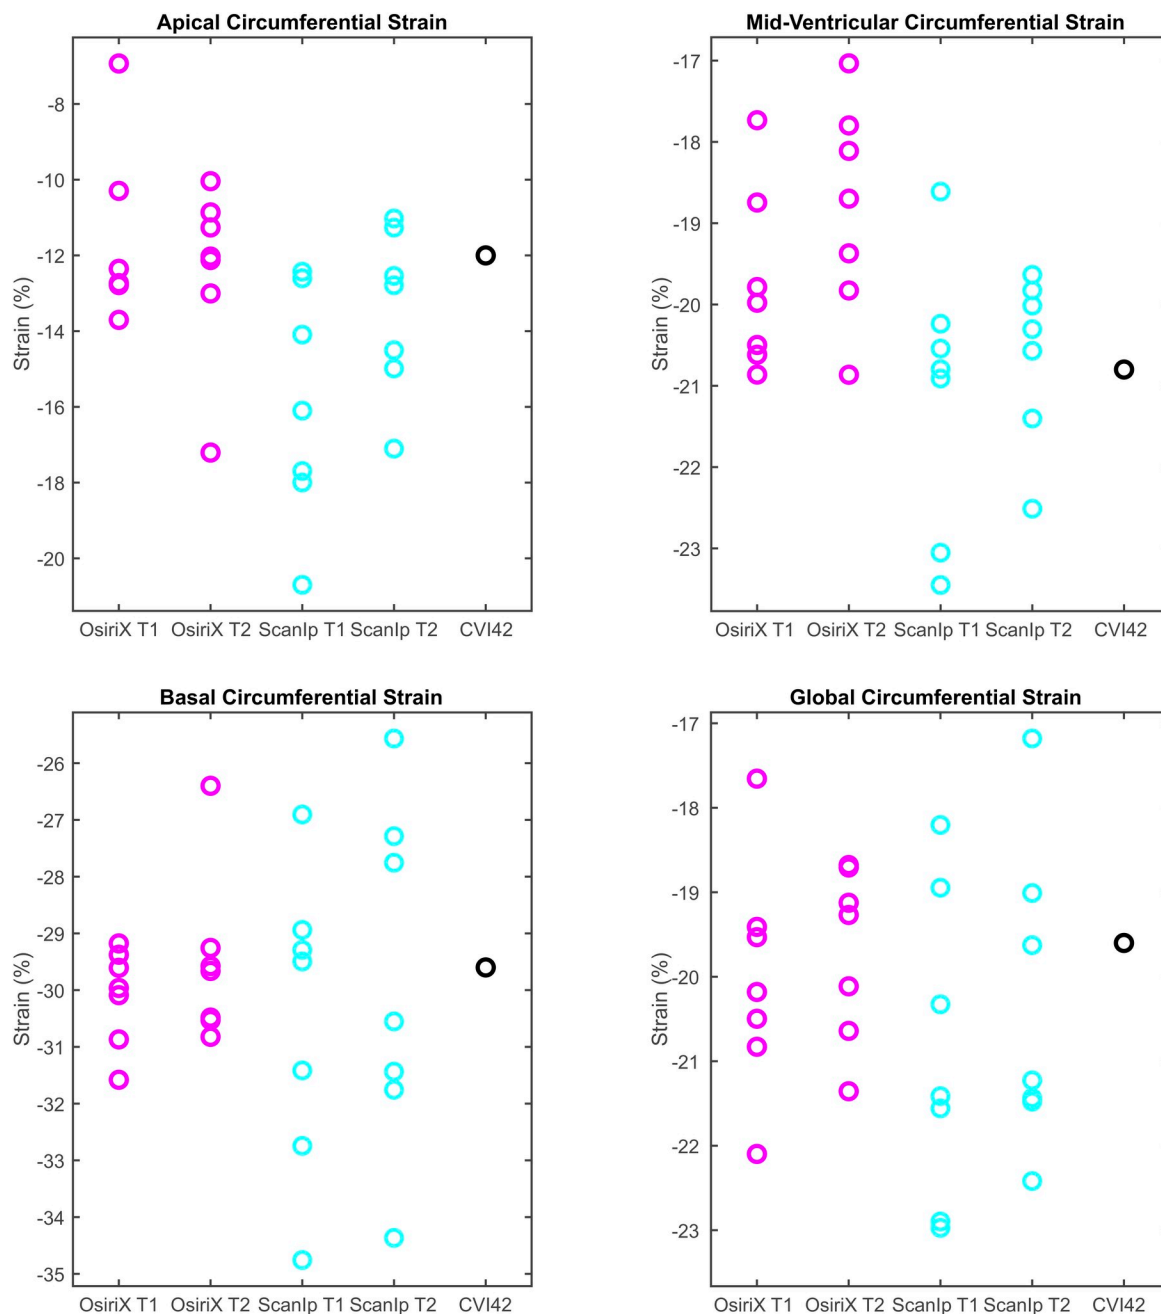 Apical Circumferential Strain
Strain (%)
-8
-10
-12
-14
-16
-18
-20
OsiriX T1 OsiriX T2 ScanIp T1 ScanIp T2 CVI42
Mid-Ventricular Circumferential Strain
Strain (%)
-17
-18
-19
-20
-21
-22
-23
OsiriX T1 OsiriX T2 ScanIp T1 ScanIp T2 CVI42
Basal Circumferential Strain
Strain (%)
-26
-27
-28
-29
-30
-31
-32
-33
-34
-35
OsiriX T1 OsiriX T2 ScanIp T1 ScanIp T2 CVI42
Global Circumferential Strain
Strain (%)
-17
-18
-19
-20
-21
-22
-23
OsiriX T1 OsiriX T2 ScanIp T1 ScanIp T2 CVI42